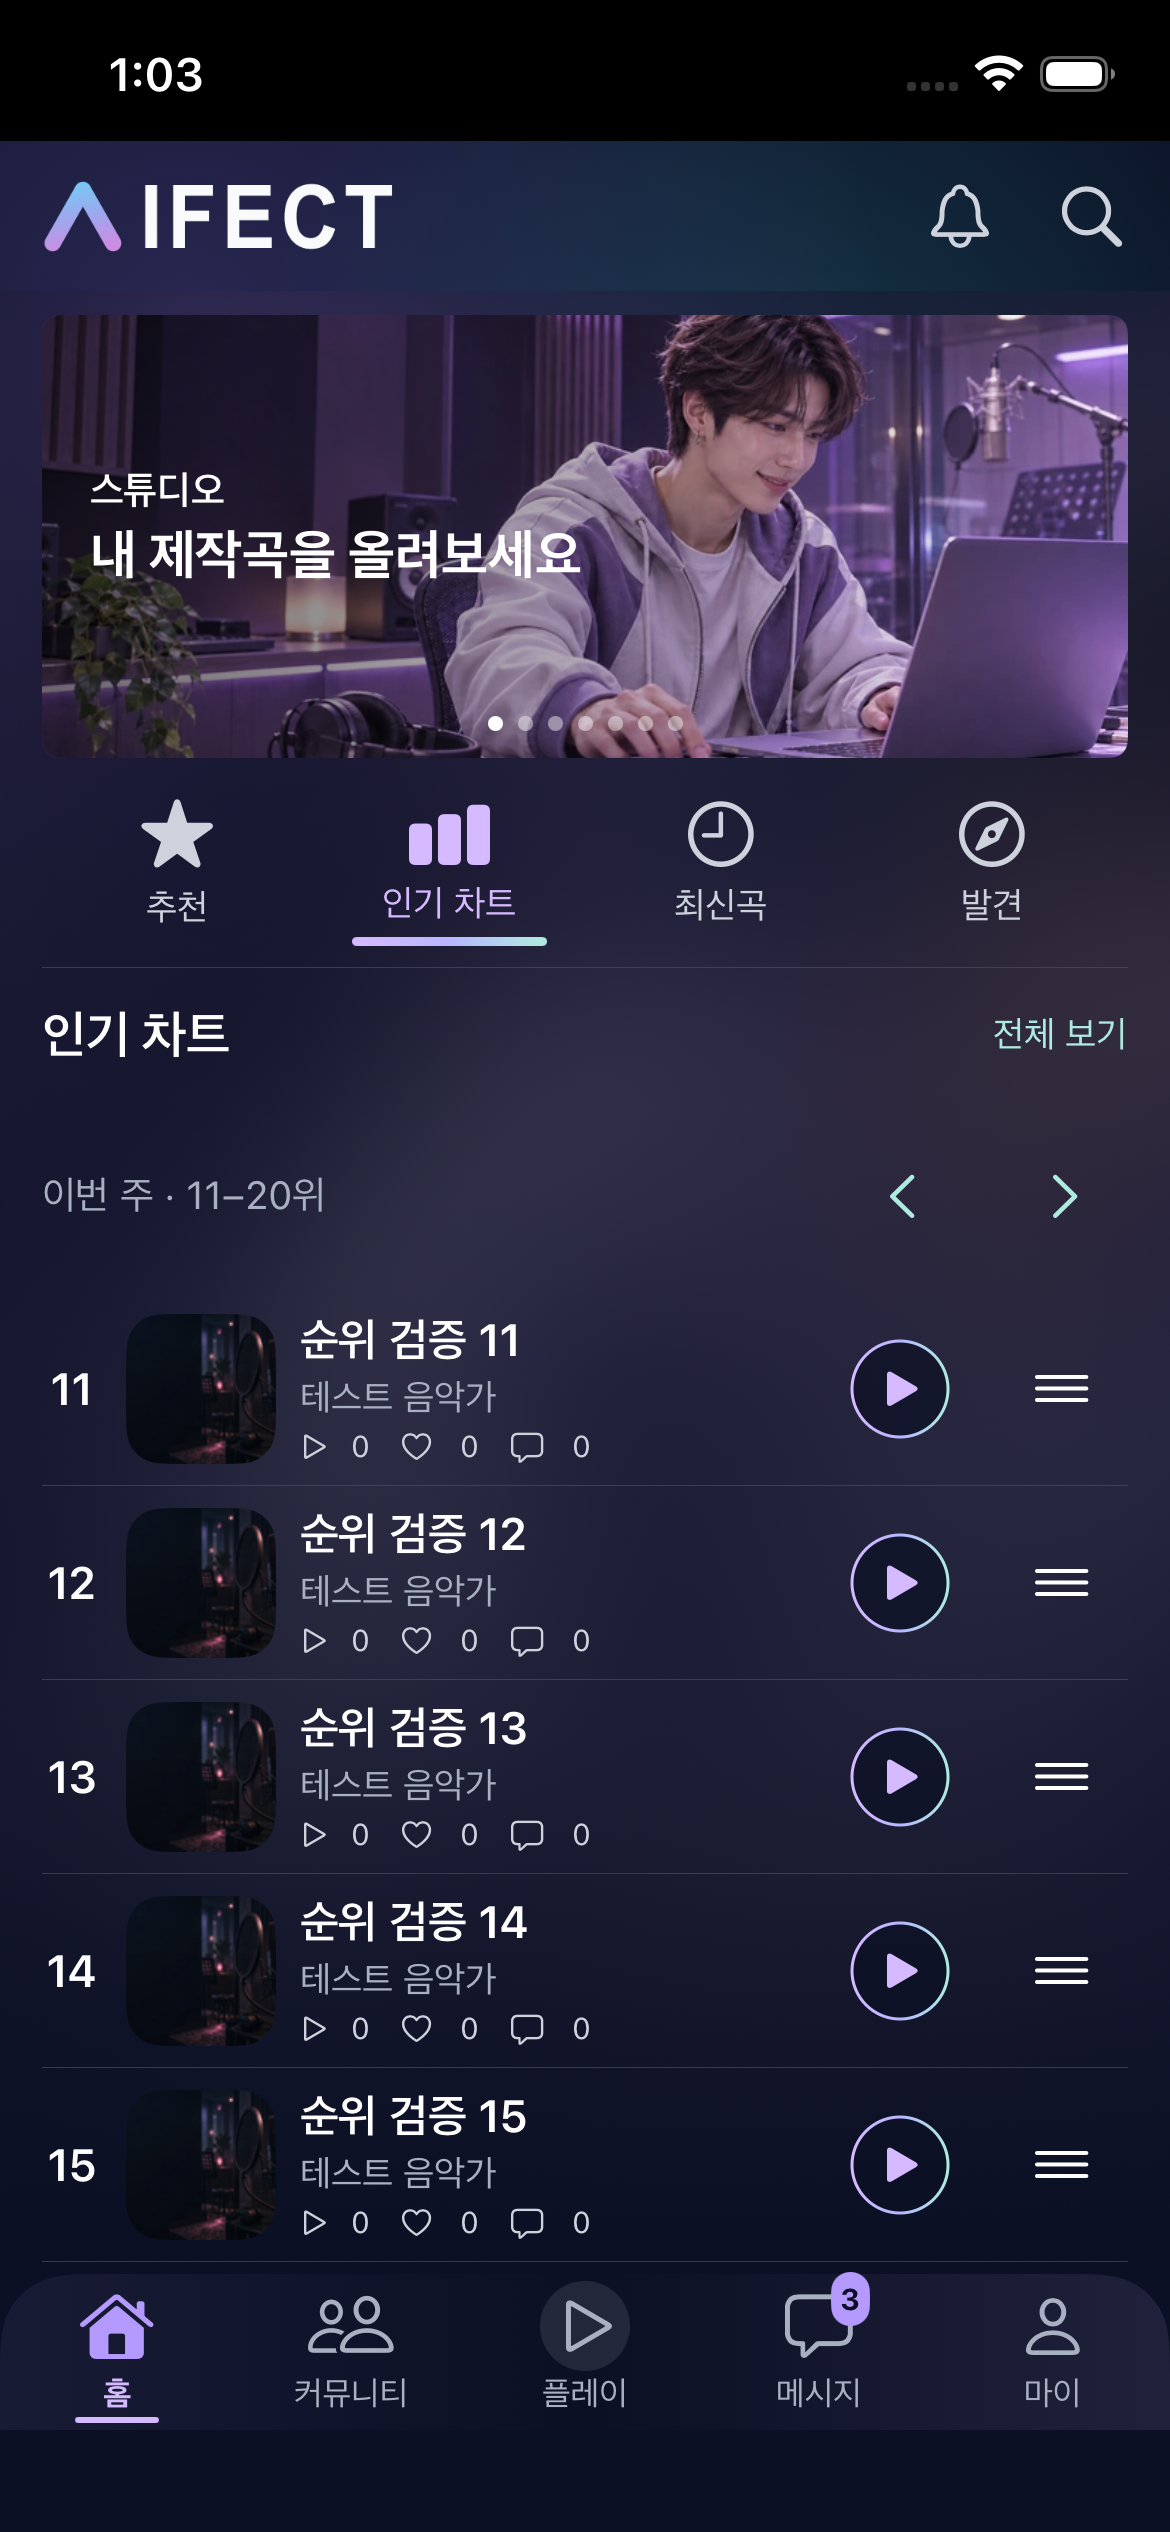 1:03
AIFECT
스튜디오
내 제작곡을 올려보세요
추천
인기 차트
최신곡
발견
인기 차트
전체 보기
이번 주 · 11–20위
11
순위 검증 11
테스트 음악가
0 0 0
12
순위 검증 12
테스트 음악가
0 0 0
13
순위 검증 13
테스트 음악가
0 0 0
14
순위 검증 14
테스트 음악가
0 0 0
15
순위 검증 15
테스트 음악가
0 0 0
3
홈
커뮤니티
플레이
메시지
마이